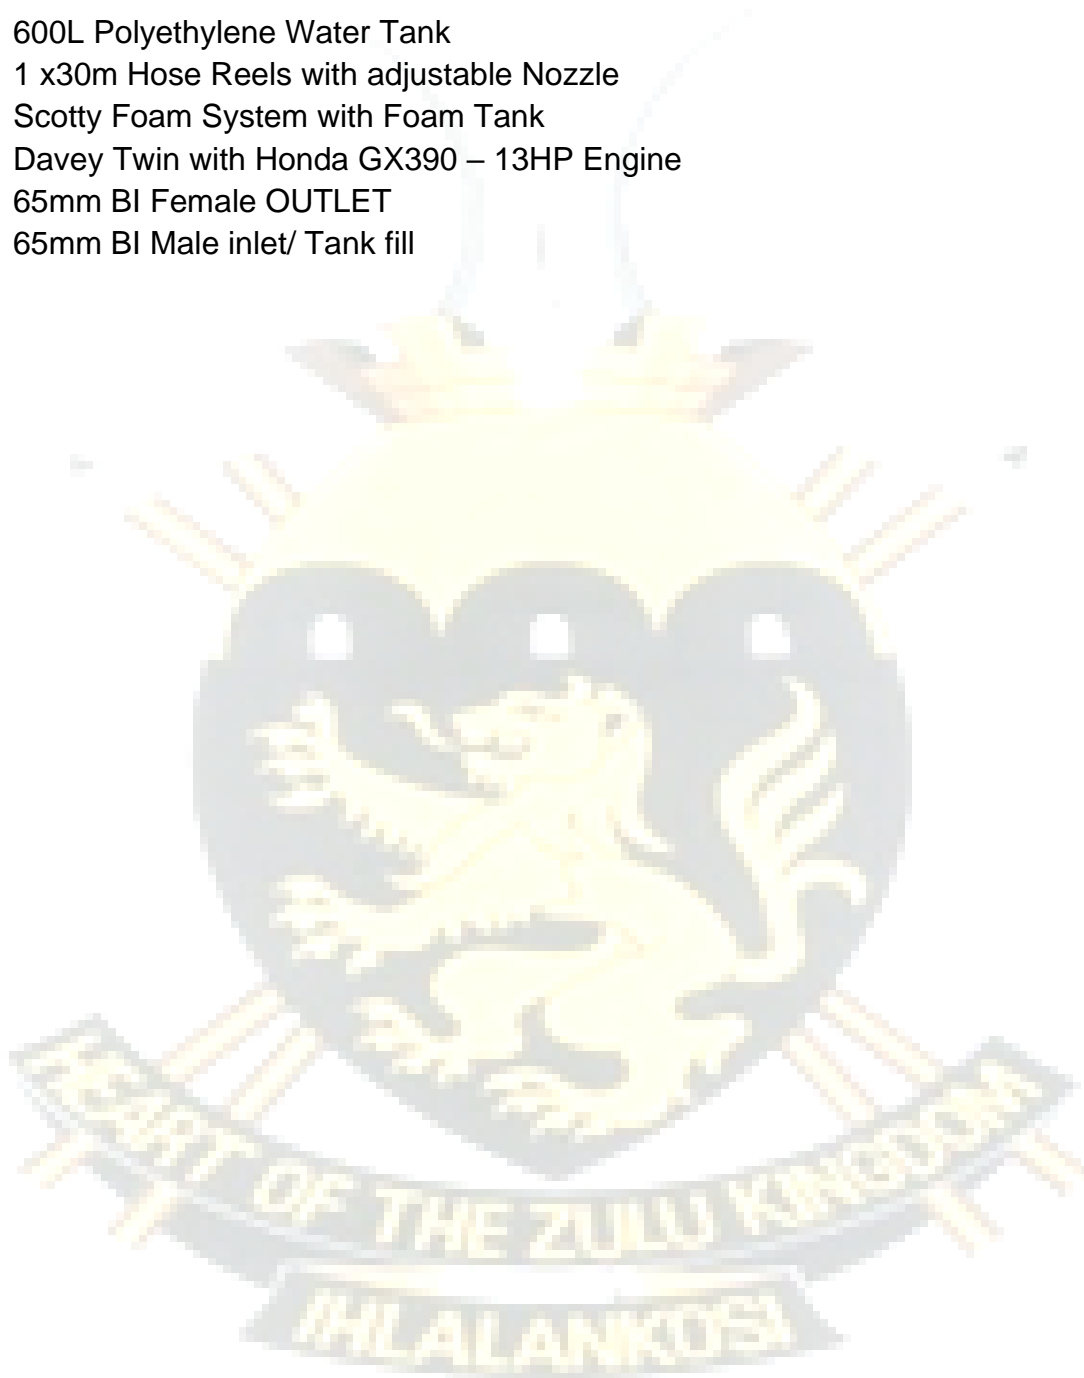 600L Polyethylene Water Tank
1 x30m Hose Reels with adjustable Nozzle
Scotty Foam System with Foam Tank
Davey Twin with Honda GX390 – 13HP Engine
65mm BI Female OUTLET
65mm BI Male inlet/ Tank fill
HEART OF THE ZULU KINGDOM
IHLALANKOSI